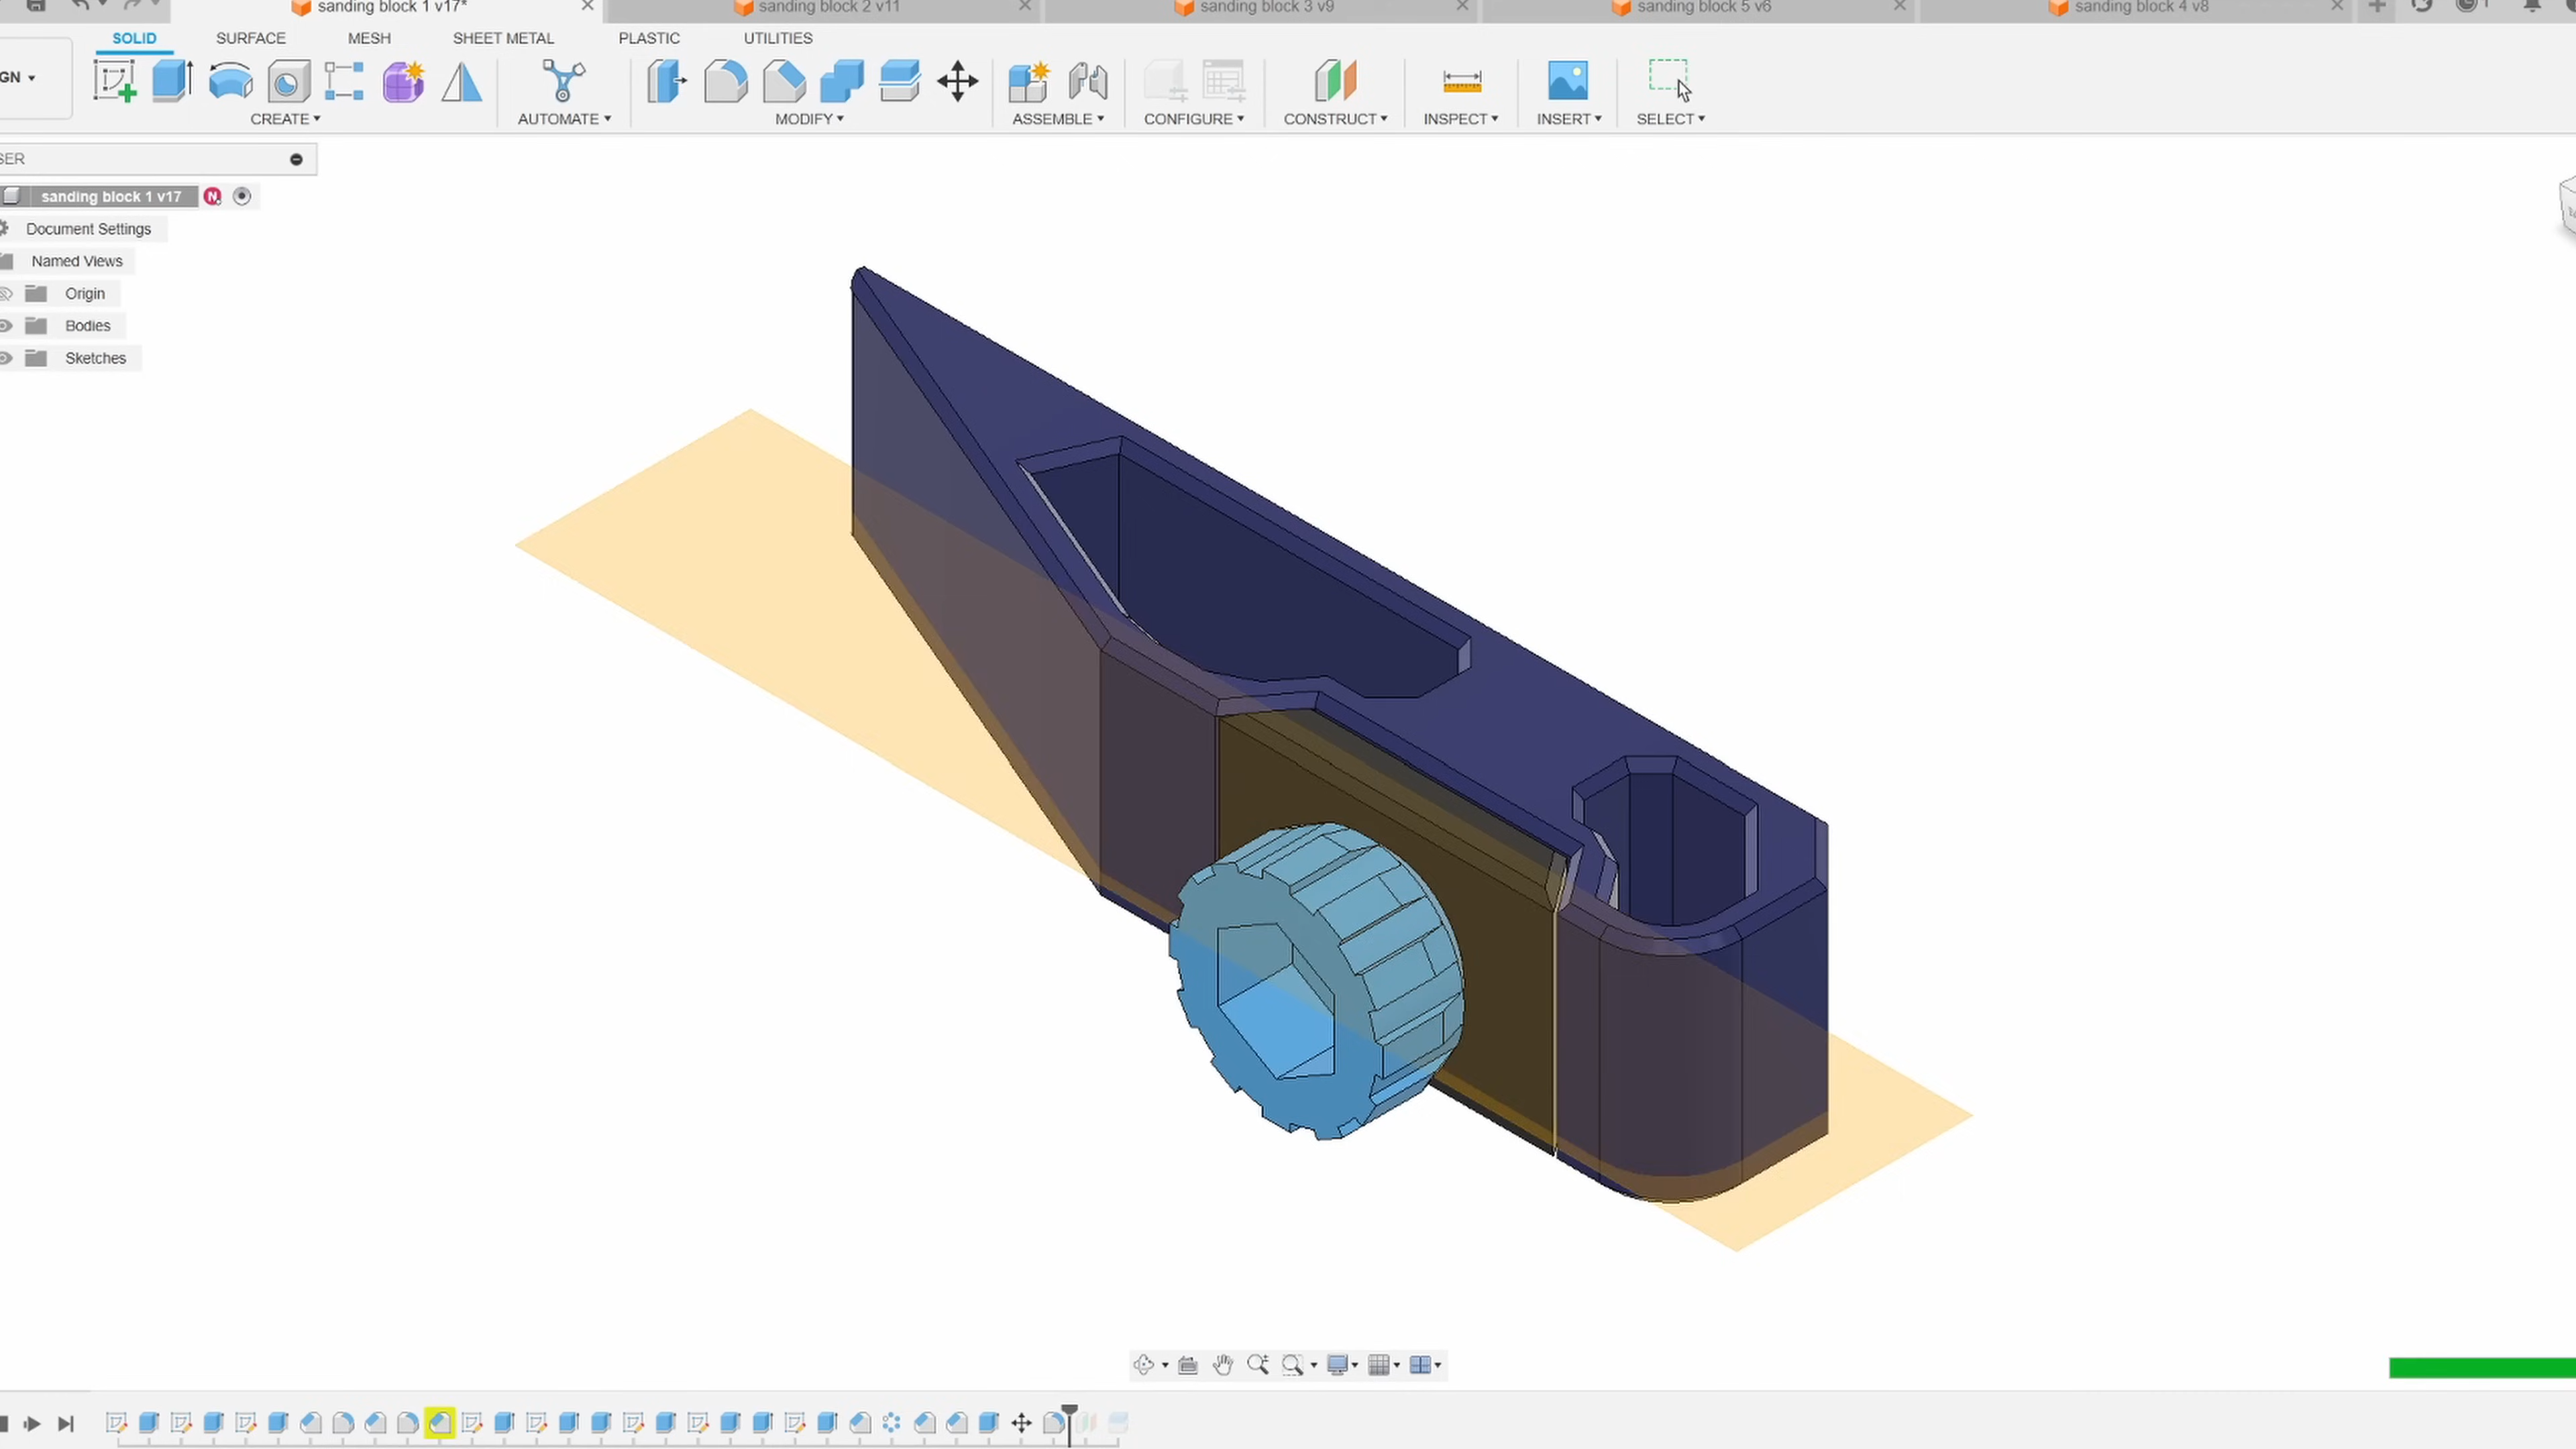 sanding block 1 v17*
sanding block 2 v11
sanding block 3 v9
sanding block 5 v6
sanding block 4 v8
SOLID
SURFACE
MESH
SHEET METAL
PLASTIC
UTILITIES
GN
CREATE
AUTOMATE
MODIFY
ASSEMBLE
CONFIGURE
CONSTRUCT
INSPECT
INSERT
SELECT
SER
sanding block 1 v17
N
Document Settings
Named Views
Origin
Bodies
Sketches